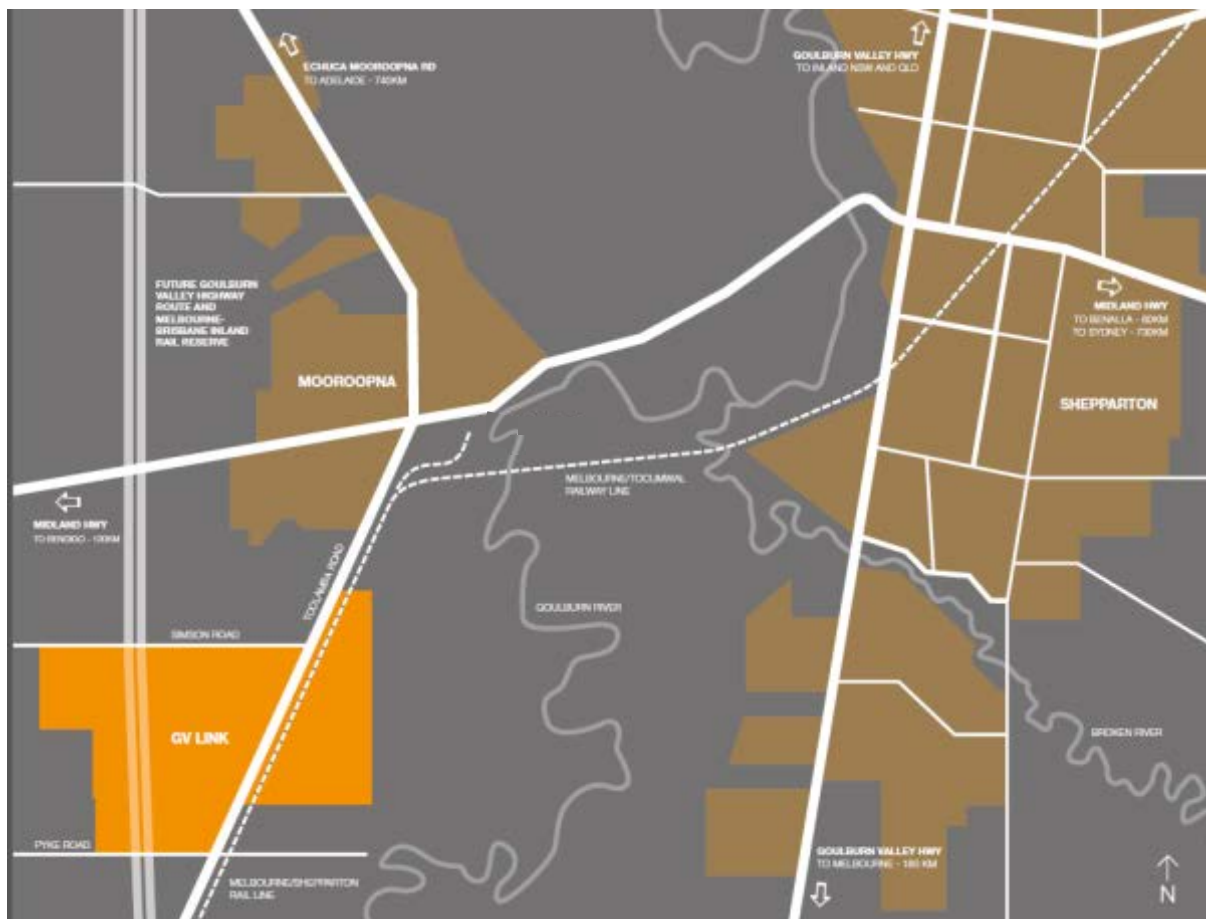 ECHUCA MOOROOPNA RD
TO ADELAIDE - 740KM
GOULBURN VALLEY HWY
TO INLAND NSW AND QLD
FUTURE GOULBURN
VALLEY HIGHWAY
ROUTE AND
MELBOURNE-
BRISBANE INLAND
RAIL RESERVE
MIDLAND HWY
TO BENALLA - 60KM
TO SYDNEY - 730KM
MOOROOPNA
SHEPPARTON
MELBOURNE/TOCUMWAL
RAILWAY LINE
MIDLAND HWY
TO BENDIGO - 120KM
TOOLAMBA ROAD
GOULBURN RIVER
SIMSON ROAD
GV LINK
BROKEN RIVER
PYKE ROAD
GOULBURN VALLEY HWY
TO MELBOURNE - 180 KM
MELBOURNE/SHEPPARTON
RAIL LINE
N